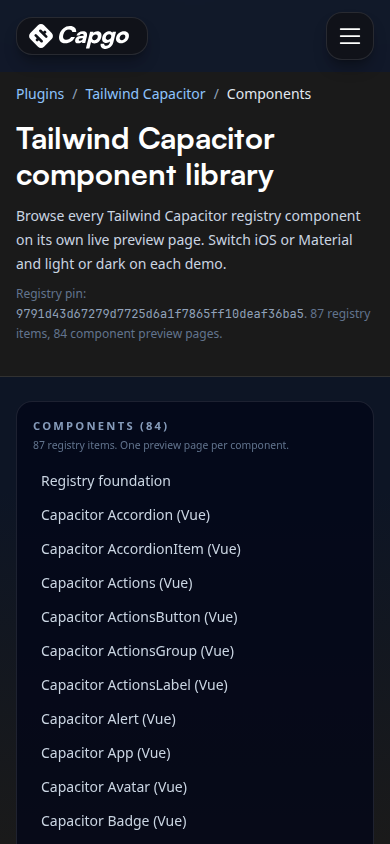 Capgo
Plugins / Tailwind Capacitor / Components
Tailwind Capacitor
component library
Browse every Tailwind Capacitor registry component
on its own live preview page. Switch iOS or Material
and light or dark on each demo.
Registry pin:
9791d43d67279d7725d6a1f7865ff10deaf36ba5. 87 registry
items, 84 component preview pages.
COMPONENTS (84)
87 registry items. One preview page per component.
Registry foundation
Capacitor Accordion (Vue)
Capacitor AccordionItem (Vue)
Capacitor Actions (Vue)
Capacitor ActionsButton (Vue)
Capacitor ActionsGroup (Vue)
Capacitor ActionsLabel (Vue)
Capacitor Alert (Vue)
Capacitor App (Vue)
Capacitor Avatar (Vue)
Capacitor Badge (Vue)